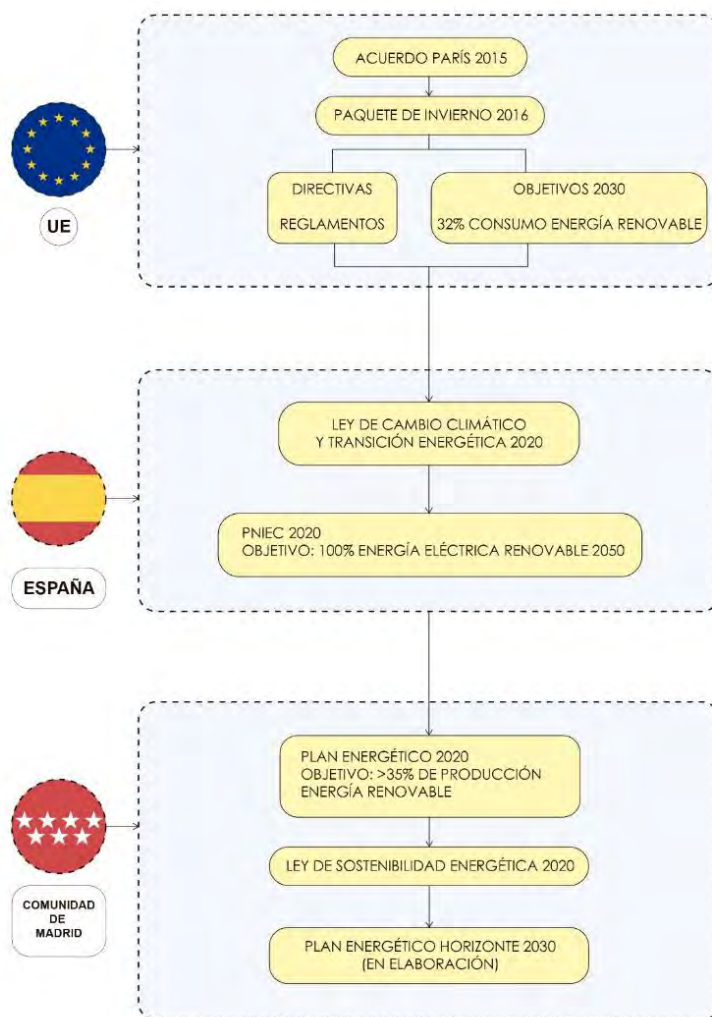 ACUERDO PARÍS 2015
PAQUETE DE INVIERNO 2016
DIRECTIVAS
REGLAMENTOS
OBJETIVOS 2030
32% CONSUMO ENERGÍA RENOVABLE
UE
LEY DE CAMBIO CLIMÁTICO
Y TRANSICIÓN ENERGÉTICA 2020
PNIEC 2020
OBJETIVO: 100% ENERGÍA ELÉCTRICA RENOVABLE 2050
ESPAÑA
PLAN ENERGÉTICO 2020
OBJETIVO: >35% DE PRODUCCIÓN
ENERGÍA RENOVABLE
LEY DE SOSTENIBILIDAD ENERGÉTICA 2020
COMUNIDAD
DE
MADRID
PLAN ENERGÉTICO HORIZONTE 2030
(EN ELABORACIÓN)